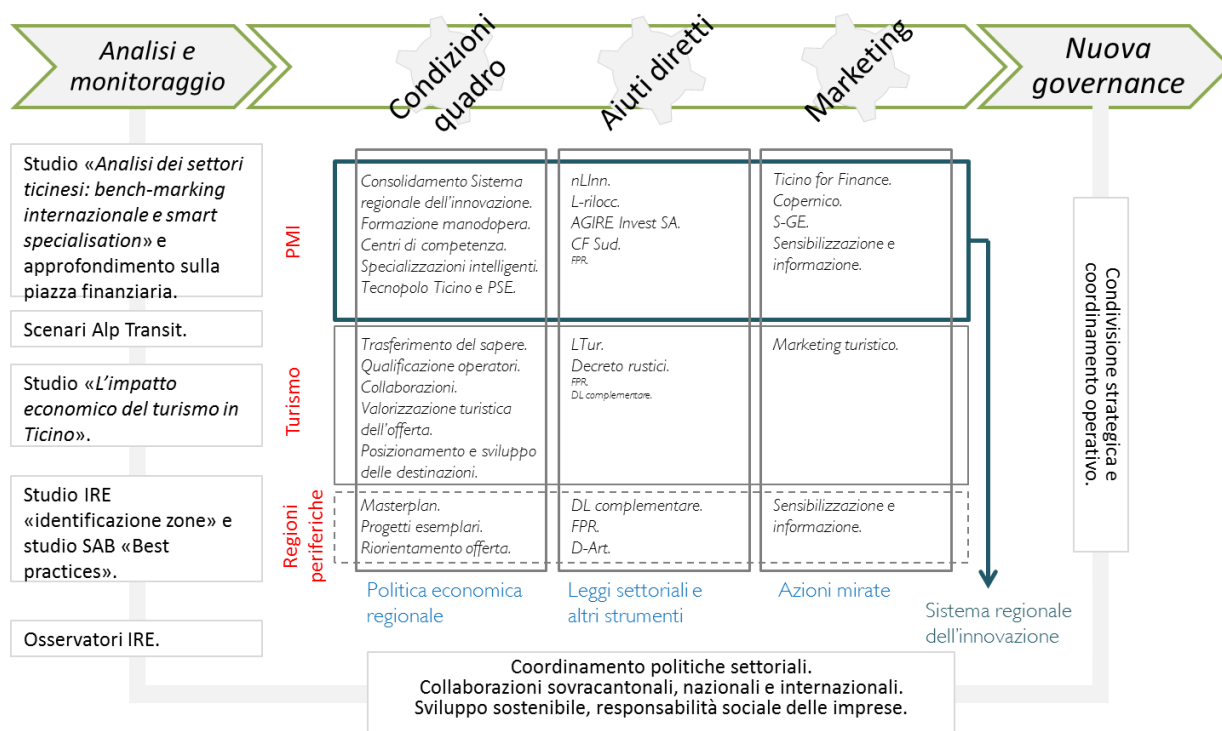 Analisi e
monitoraggio
Condizioni
quadro
Aiuti diretti
Marketing
Nuova
governance
Studio «Analisi dei settori
ticinesi: bench-marking
internazionale e smart
specialisation» e
approfondimento sulla
piazza finanziaria.
Scenari Alp Transit.
Studio «L'impatto
economico del turismo in
Ticino».
Studio IRE
«identificazione zone» e
studio SAB «Best
practices».
Osservatori IRE.
PMI
Consolidamento Sistema
regionale dell'innovazione.
Formazione manodopera.
Centri di competenza.
Specializzazioni intelligenti.
Tecnopolo Ticino e PSE.
nLInn.
L-rilocc.
AGIRE Invest SA.
CF Sud.
FPR.
Ticino for Finance.
Copernico.
S-GE.
Sensibilizzazione e
informazione.
Turismo
Trasferimento del sapere.
Qualificazione operatori.
Collaborazioni.
Valorizzazione turistica
dell'offerta.
Posizionamento e sviluppo
delle destinazioni.
LTur.
Decreto rustici.
FPR.
DL complementare.
Marketing turistico.
Regioni
periferiche
Masterplan.
Progetti esemplari.
Riorientamento offerta.
DL complementare.
FPR.
D-Art.
Sensibilizzazione e
informazione.
Politica economica
regionale
Leggi settoriali e
altri strumenti
Azioni mirate
Sistema regionale
dell'innovazione
Condivisione strategica e
coordinamento operativo.
Coordinamento politiche settoriali.
Collaborazioni sovracantonali, nazionali e internazionali.
Sviluppo sostenibile, responsabilità sociale delle imprese.